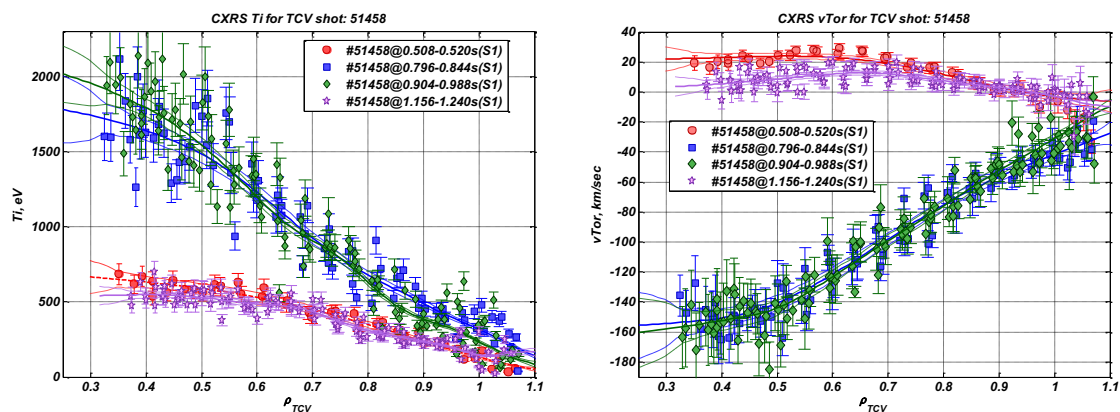 CXRS Ti for TCV shot: 51458
#51458@0.508-0.520s(S1)
#51458@0.796-0.844s(S1)
#51458@0.904-0.988s(S1)
#51458@1.156-1.240s(S1)
Ti, eV
2000
1500
1000
500
0
0.3 0.4 0.5 0.6 0.7 0.8 0.9 1 1.1
ρTCV
CXRS vTor for TCV shot: 51458
#51458@0.508-0.520s(S1)
#51458@0.796-0.844s(S1)
#51458@0.904-0.988s(S1)
#51458@1.156-1.240s(S1)
vTor, km/sec
40
20
0
-20
-40
-60
-80
-100
-120
-140
-160
-180
0.3 0.4 0.5 0.6 0.7 0.8 0.9 1 1.1
ρTCV